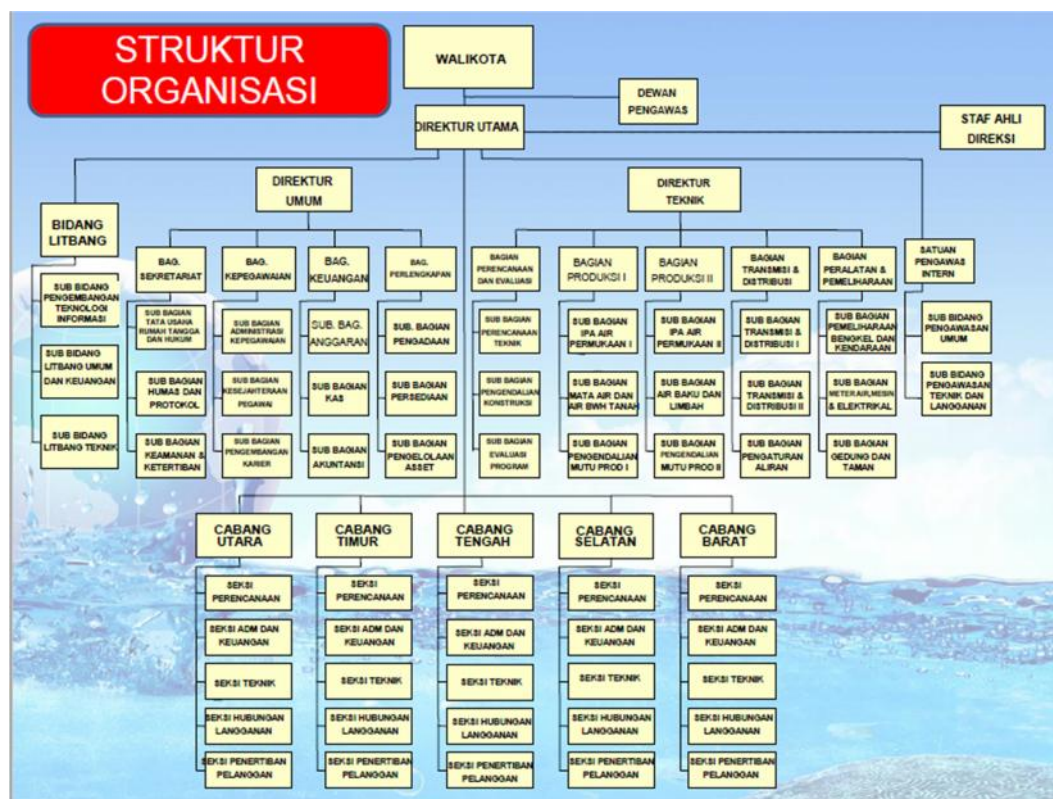 STRUKTUR
ORGANISASI
WALIKOTA
DEWAN
PENGAWAS
DIREKTUR UTAMA
STAF AHLI
DIREKSI
DIREKTUR
UMUM
DIREKTUR
TEKNIK
BIDANG
LITBANG
BAG.
SEKRETARIAT
BAG.
KEPEGAWAIAN
BAG.
KEUANGAN
BAG.
PERLENGKAPAN
BAGIAN
PERENCANAAN
DAN EVALUASI
BAGIAN
PRODUKSI I
BAGIAN
PRODUKSI II
BAGIAN
TRANSMISI &
DISTRIBUSI
BAGIAN
PERALATAN &
PEMELIHARAAN
SATUAN
PENGAWAS
INTERN
SUB BIDANG
PENGEMBANGAN
TEKNOLOGI
INFORMASI
SUB BAGIAN
TATA USAHA
RUMAH TANGGA
DAN HUKUM
SUB BAGIAN
ADMINISTRASI
KEPEGAWAIAN
SUB. BAG.
ANGGARAN
SUB. BAGIAN
PENGADAAN
SUB BAGIAN
PERENCANAAN
TEKNIK
SUB BAGIAN
IPA AIR
PERMUKAAN I
SUB BAGIAN
IPA AIR
PERMUKAAN II
SUB BAGIAN
TRANSMISI &
DISTRIBUSI I
SUB BAGIAN
PEMELIHARAAN
BENGKEL DAN
KENDARAAN
SUB BIDANG
PENGAWASAN
UMUM
SUB BIDANG
LITBANG UMUM
DAN KEUANGAN
SUB BAGIAN
HUMAS DAN
PROTOKOL
SUB BAGIAN
KESEJAHTERAAN
PEGAWAI
SUB BAGIAN
KAS
SUB BAGIAN
PERSEDIAAN
SUB BAGIAN
PENGENDALIAN
KONSTRUKSI
SUB BAGIAN
MATA AIR DAN
AIR BWH TANAH
SUB BAGIAN
AIR BAKU DAN
LIMBAH
SUB BAGIAN
TRANSMISI &
DISTRIBUSI II
SUB BAGIAN
METER AIR,MESIN
& ELEKTRIKAL
SUB BIDANG
PENGAWASAN
TEKNIK DAN
LANGGANAN
SUB BIDANG
LITBANG TEKNIK
SUB BAGIAN
KEAMANAN &
KETERTIBAN
SUB BAGIAN
PENGEMBANGAN
KARIER
SUB BAGIAN
AKUNTANSI
SUB BAGIAN
PENGELOLAAN
ASSET
SUB BAGIAN
EVALUASI
PROGRAM
SUB BAGIAN
PENGENDALIAN
MUTU PROD I
SUB BAGIAN
PENGENDALIAN
MUTU PROD II
SUB BAGIAN
PENGATURAN
ALIRAN
SUB BAGIAN
GEDUNG DAN
TAMAN
CABANG
UTARA
CABANG
TIMUR
CABANG
TENGAH
CABANG
SELATAN
CABANG
BARAT
SEKSI
PERENCANAAN
SEKSI
PERENCANAAN
SEKSI
PERENCANAAN
SEKSI
PERENCANAAN
SEKSI
PERENCANAAN
SEKSI ADM DAN
KEUANGAN
SEKSI ADM DAN
KEUANGAN
SEKSI ADM DAN
KEUANGAN
SEKSI ADM DAN
KEUANGAN
SEKSI ADM DAN
KEUANGAN
SEKSI TEKNIK
SEKSI TEKNIK
SEKSI TEKNIK
SEKSI TEKNIK
SEKSI TEKNIK
SEKSI HUBUNGAN
LANGGANAN
SEKSI HUBUNGAN
LANGGANAN
SEKSI HUBUNGAN
LANGGANAN
SEKSI HUBUNGAN
LANGGANAN
SEKSI HUBUNGAN
LANGGANAN
SEKSI PENERTIBAN
PELANGGAN
SEKSI PENERTIBAN
PELANGGAN
SEKSI PENERTIBAN
PELANGGAN
SEKSI PENERTIBAN
PELANGGAN
SEKSI PENERTIBAN
PELANGGAN